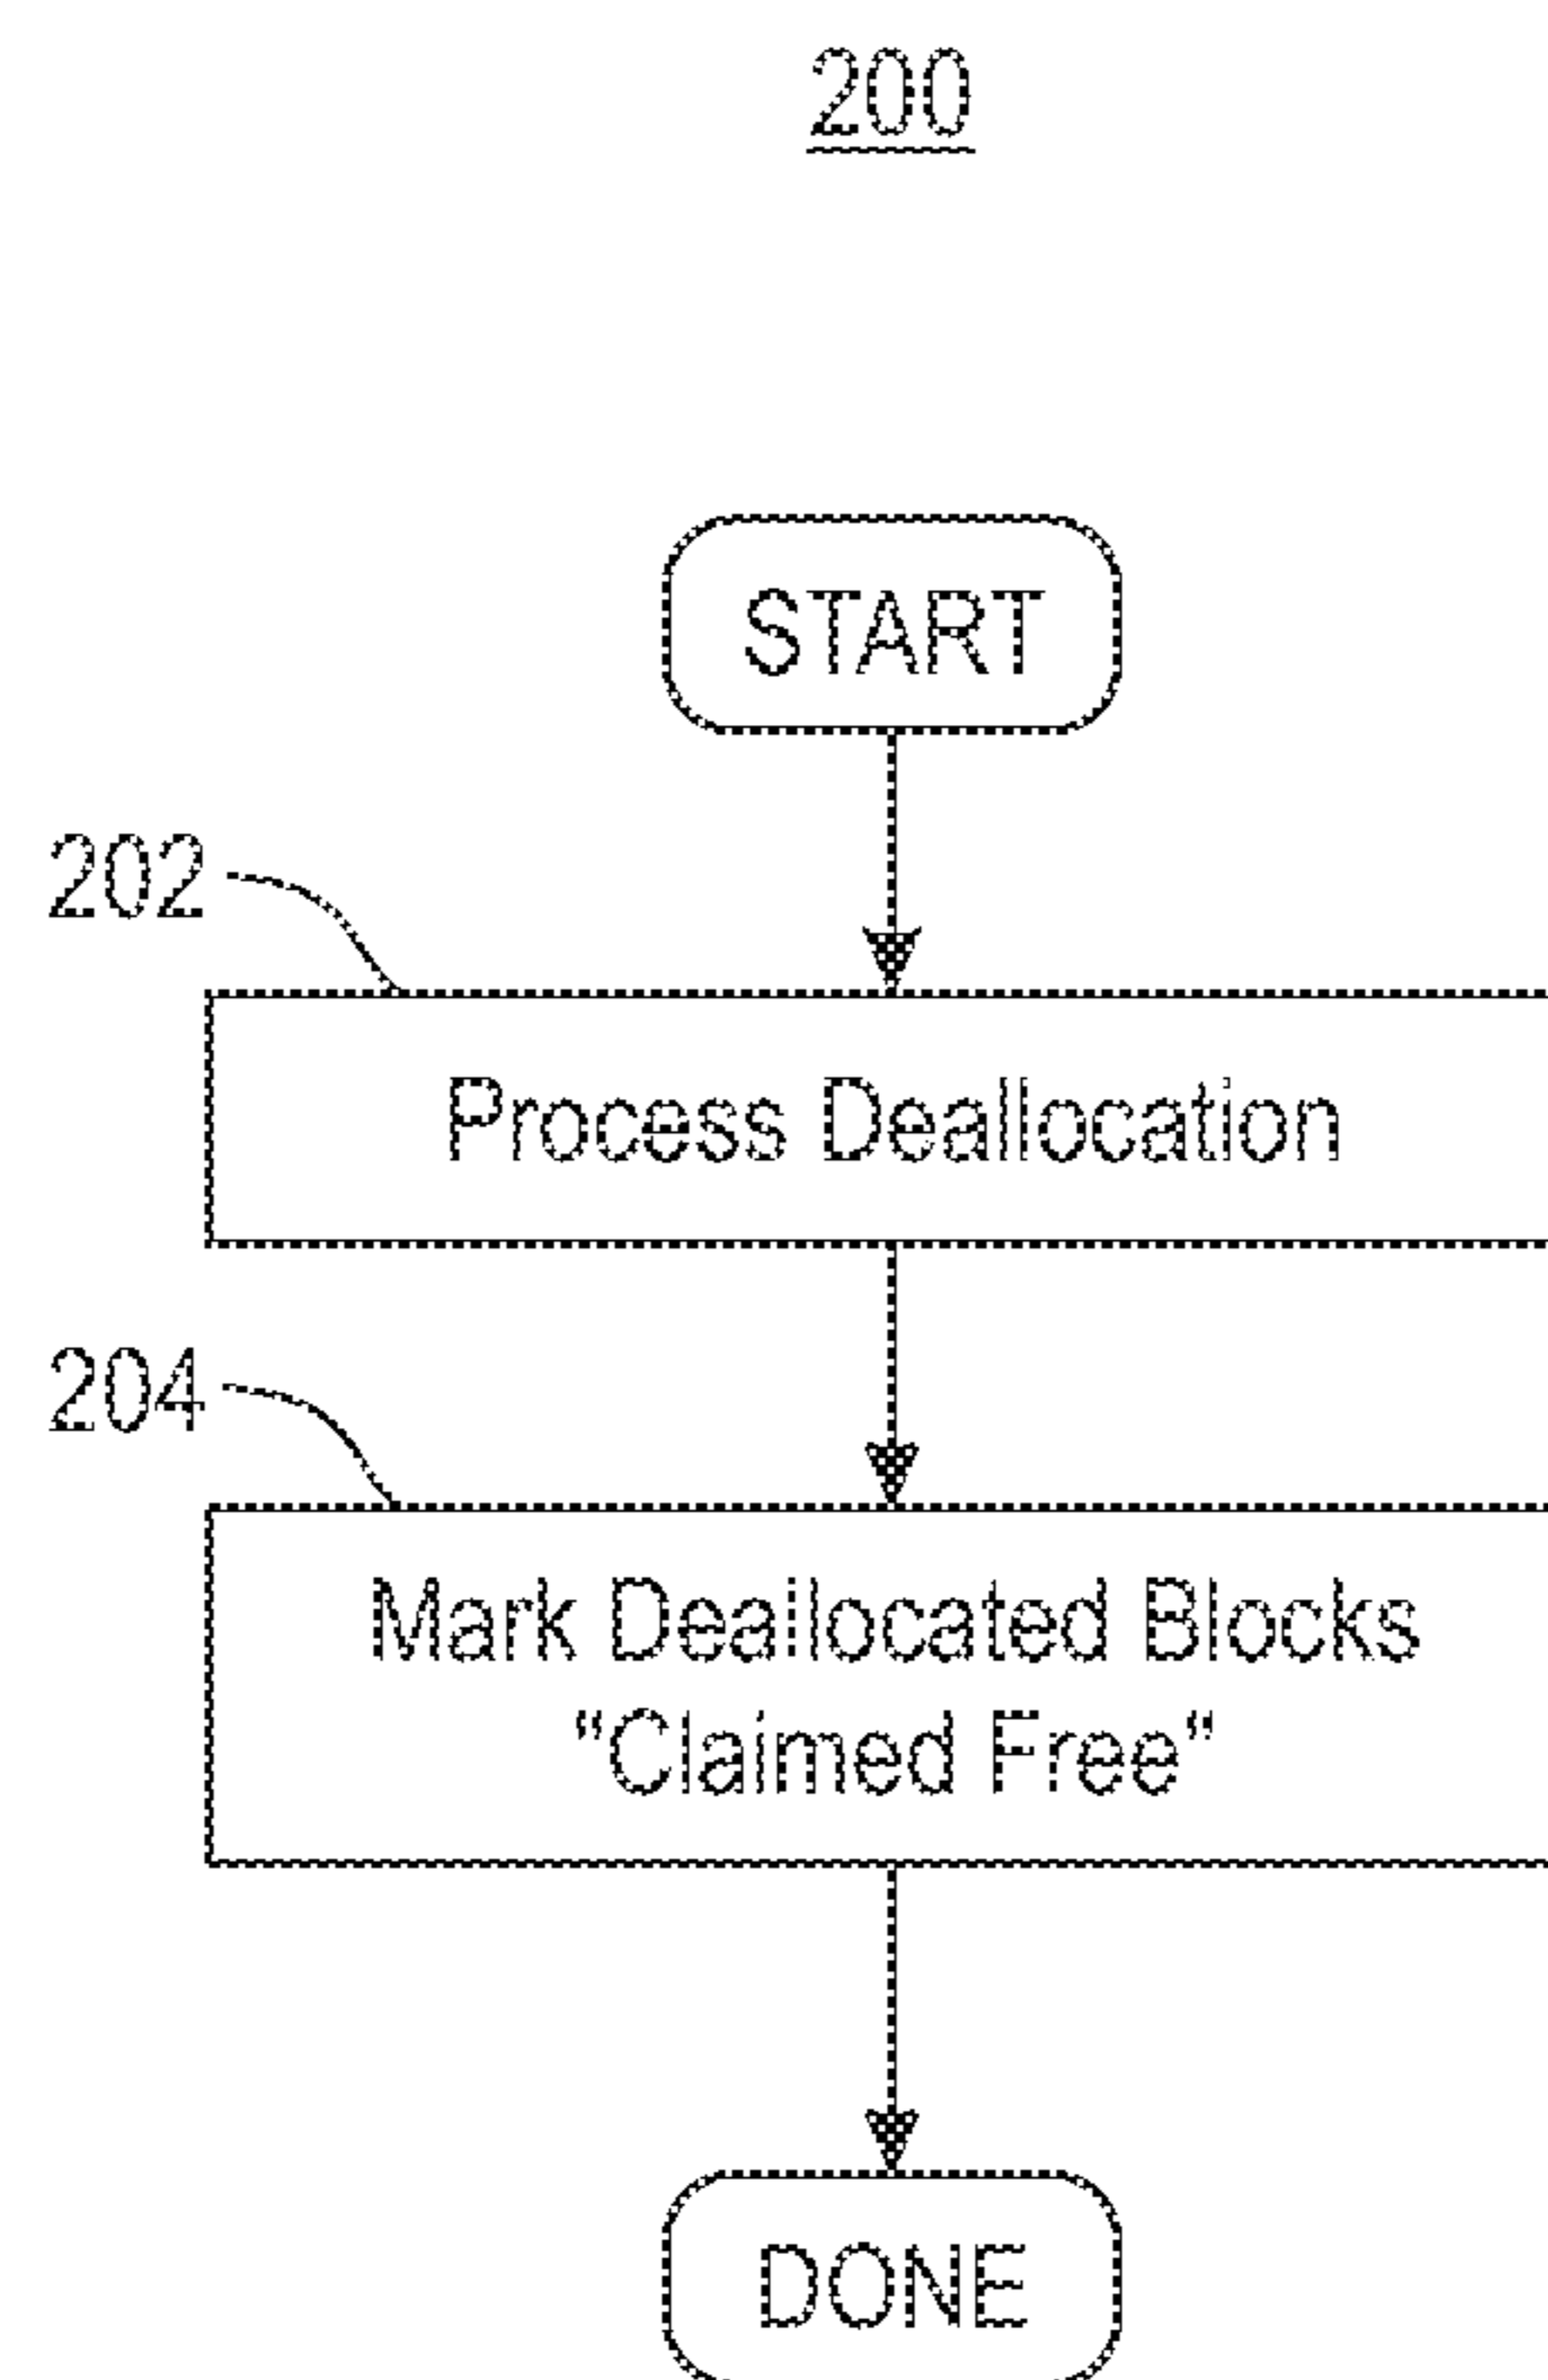 200
START
202
Process Deallocation
204
Mark Deallocated Blocks
"Claimed Free"
DONE